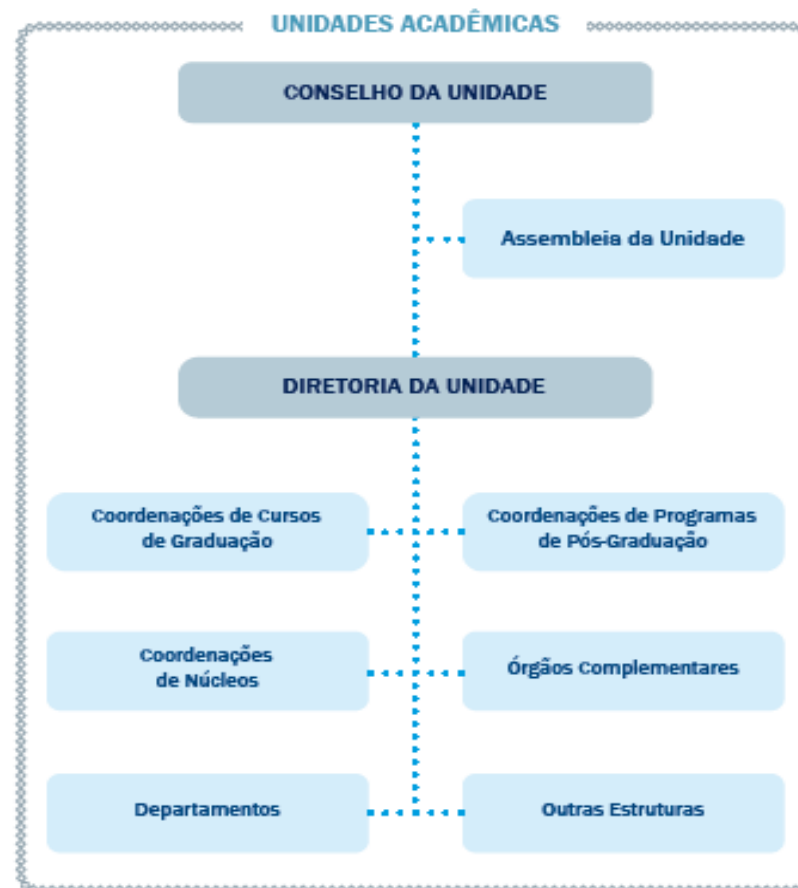 UNIDADES ACADÊMICAS
CONSELHO DA UNIDADE
Assembleia da Unidade
DIRETORIA DA UNIDADE
Coordenações de Cursos
de Graduação
Coordenações de Programas
de Pós-Graduação
Coordenações
de Núcleos
Órgãos Complementares
Departamentos
Outras Estruturas